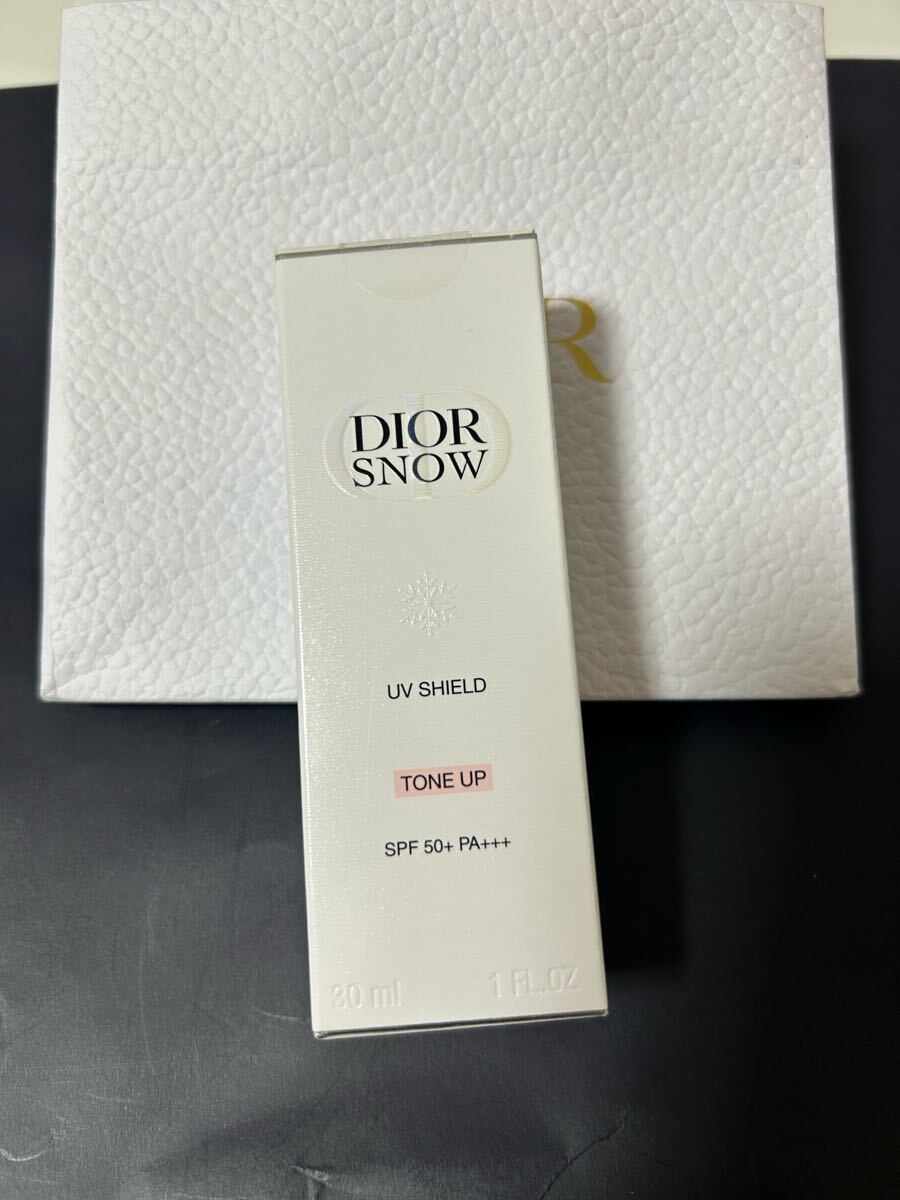 R
DIOR
SNOW
UV SHIELD
TONE UP
SPF 50+ PA+++
30 ml 1 FL.OZ